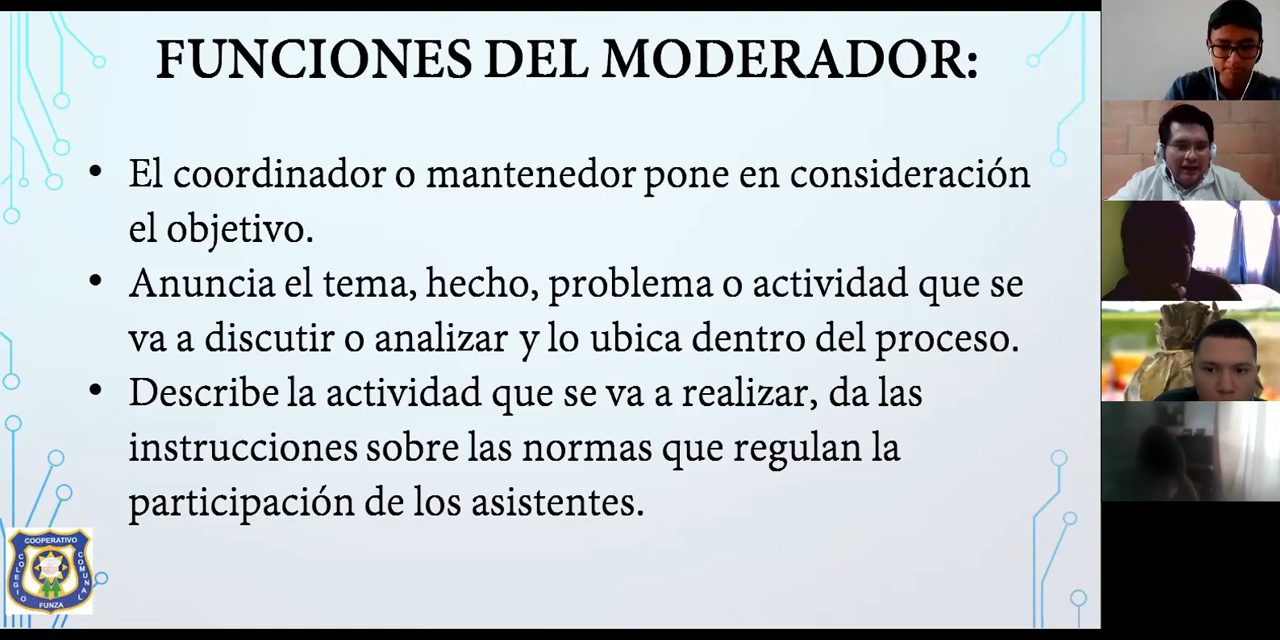 FUNCIONES DEL MODERADOR:
• El coordinador o mantenedor pone en consideración
el objetivo.
• Anuncia el tema, hecho, problema o actividad que se
va a discutir o analizar y lo ubica dentro del proceso.
• Describe la actividad que se va a realizar, da las
instrucciones sobre las normas que regulan la
participación de los asistentes.
COOPERATIVO
COLEGIO
COMUNAL
FUNZA